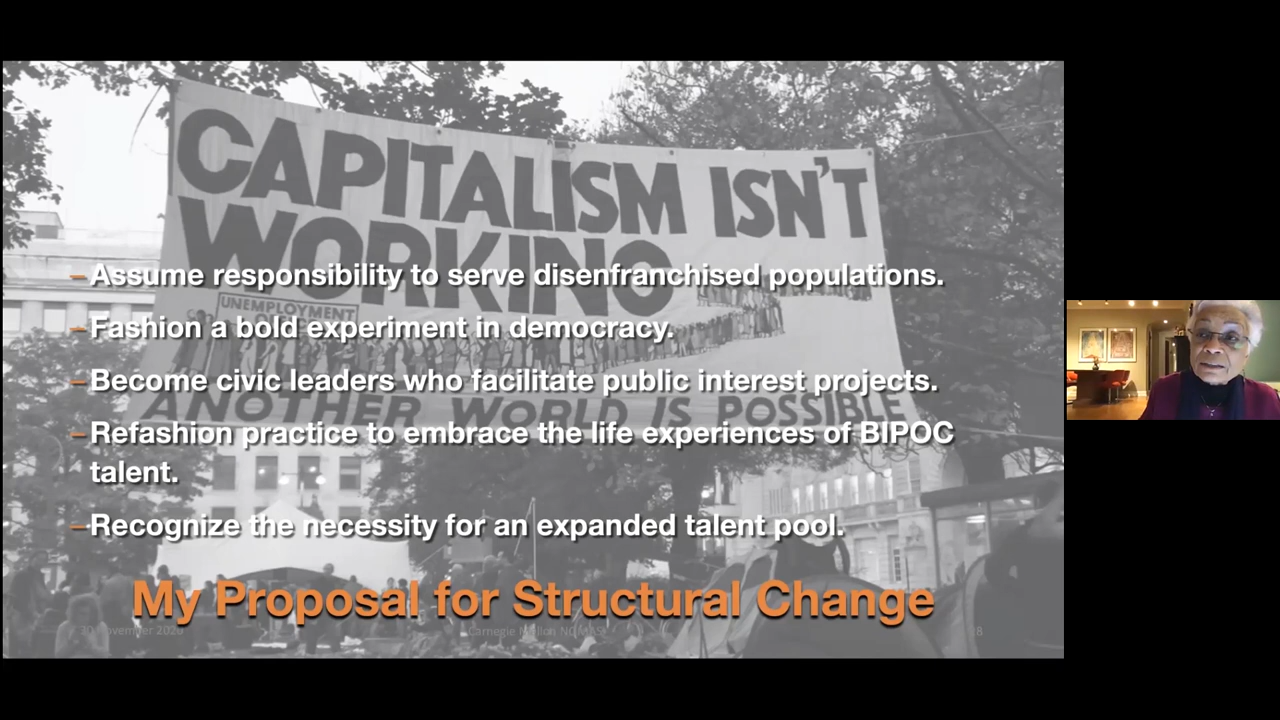 CAPITALISM ISN'T
WORKING
– Assume responsibility to serve disenfranchised populations.
UNEMPLOYMENT
– Fashion a bold experiment in democracy.
– Become civic leaders who facilitate public interest projects.
ANOTHER WORLD IS POSSIBLE
– Refashion practice to embrace the life experiences of BIPOC
talent.
– Recognize the necessity for an expanded talent pool.
My Proposal for Structural Change
30 November 2020
Carnegie Mellon NOMAS